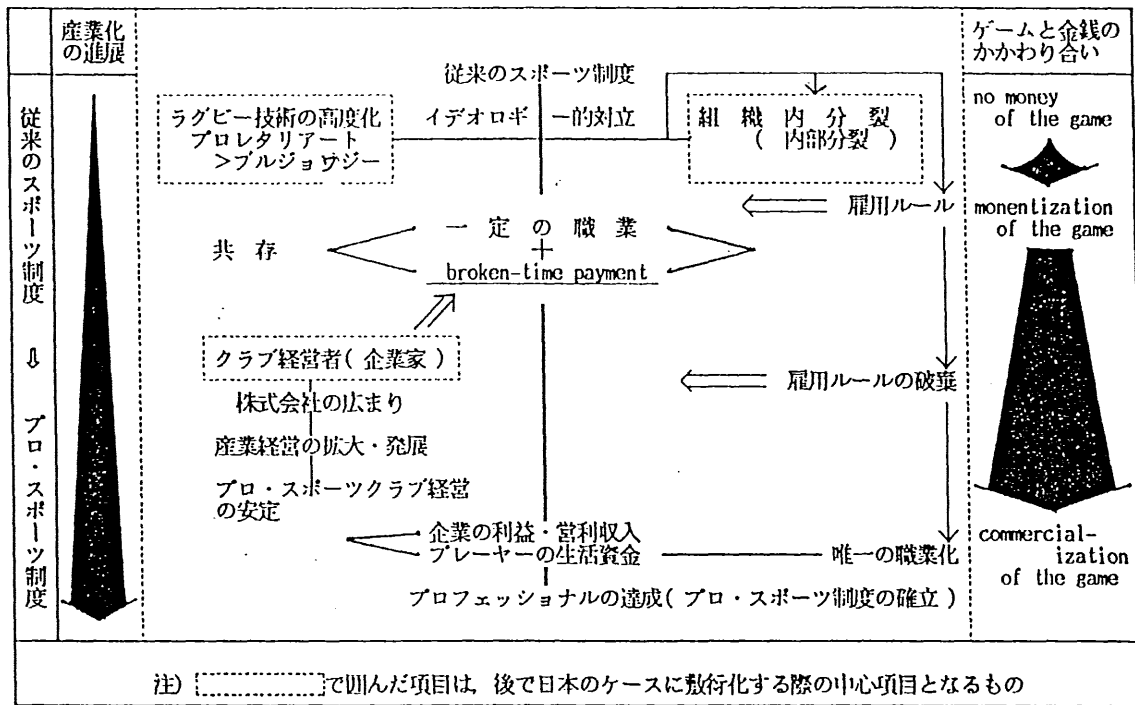 産業化
の進展
従来のスポーツ制度
⇩
プロ・スポーツ制度
従来のスポーツ制度
イデオロギー的対立
ラグビー技術の高度化
プロレタリアート
>ブルジョウジー
組織内分裂
(内部分裂)
雇用ルール
共存
一定の職業
+
broken-time payment
クラブ経営者(企業家)
株式会社の広まり
産業経営の拡大・発展
プロ・スポーツクラブ経営
の安定
雇用ルールの破棄
企業の利益・営利収入
プレーヤーの生活資金
唯一の職業化
プロフェッショナルの達成(プロ・スポーツ制度の確立)
ゲームと金銭の
かかわり合い
no money
of the game
monentization
of the game
commercial-
ization
of the game
注) で囲んだ項目は, 後で日本のケースに敷衍化する際の中心項目となるもの